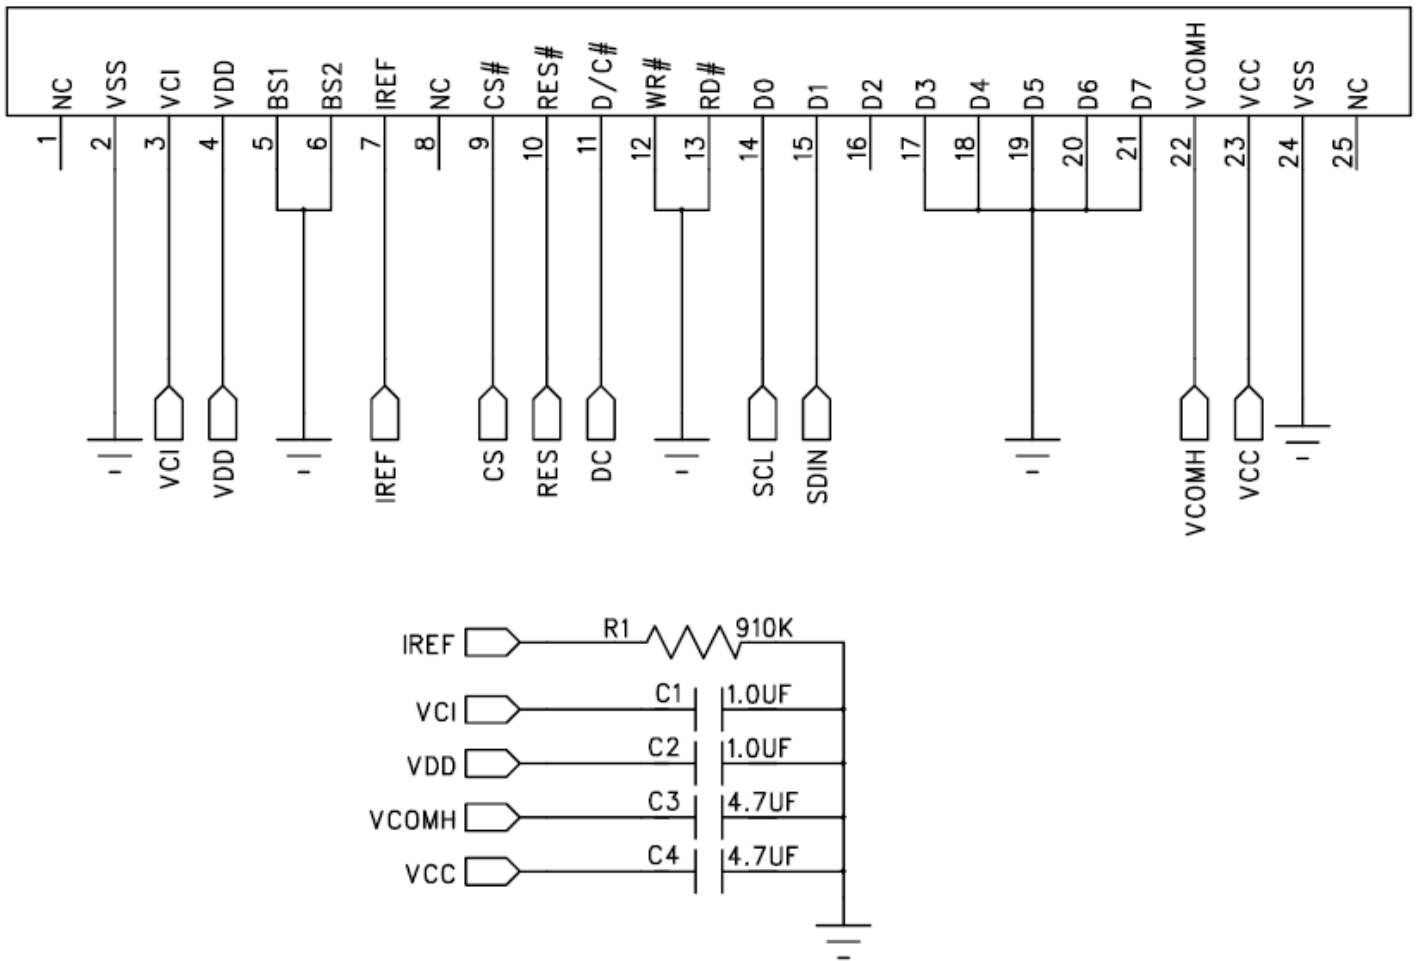 NC VSS VCI VDD BS1 BS2 IREF NC CS# RES# D/C# WR# RD# D0 D1 D2 D3 D4 D5 D6 D7 VCOMH VCC VSS NC
1 2 3 4 5 6 7 8 9 10 11 12 13 14 15 16 17 18 19 20 21 22 23 24 25
VCI VDD IREF CS RES DC SCL SDIN VCOMH VCC
IREF R1 910K
VCI C1 1.0UF
VDD C2 1.0UF
VCOMH C3 4.7UF
VCC C4 4.7UF